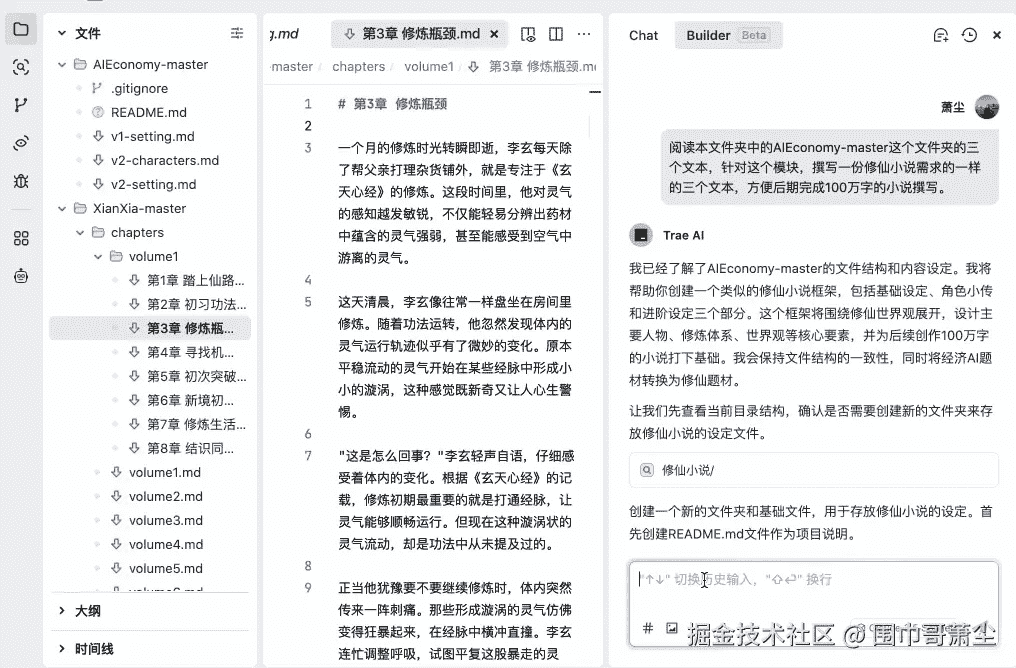 文件
AIEconomy-master
.gitignore
README.md
v1-setting.md
v2-characters.md
v2-setting.md
XianXia-master
chapters
volume1
第1章 踏上仙路...
第2章 初习功法...
第3章 修炼瓶...
第4章 寻找机...
第5章 初次突破...
第6章 新境初...
第7章 修炼生活...
第8章 结识同...
volume1.md
volume2.md
volume3.md
volume4.md
volume5.md
大纲
时间线
g.md
第3章 修炼瓶颈.md ×
master / chapters / volume1 / 第3章 修炼瓶颈.m
1 # 第3章 修炼瓶颈
2
3 一个月的修炼时光转瞬即逝，李玄每天除
了帮父亲打理杂货铺外，就是专注于《玄
天心经》的修炼。这段时间里，他对灵气
的感知越发敏锐，不仅能轻易分辨出药材
中蕴含的灵气强弱，甚至能感受到空气中
游离的灵气。
4
5 这天清晨，李玄像往常一样盘坐在房间里
修炼。随着功法运转，他忽然发现体内的
灵气运行轨迹似乎有了微妙的变化。原本
平稳流动的灵气开始在某些经脉中形成小
小的漩涡，这种感觉既新奇又让人心生警
惕。
6
7 "这是怎么回事？"李玄轻声自语，仔细感
受着体内的变化。根据《玄天心经》的记
载，修炼初期最重要的就是打通经脉，让
灵气能够顺畅运行。但现在这种漩涡状的
灵气流动，却是功法中从未提及过的。
8
9 正当他犹豫要不要继续修炼时，体内突然
传来一阵刺痛。那些形成漩涡的灵气仿佛
变得狂暴起来，在经脉中横冲直撞。李玄
连忙调整呼吸，试图平复这股暴走的灵
Chat Builder Beta
萧尘
阅读本文件夹中的AIEconomy-master这个文件夹的三
个文本，针对这个模块，撰写一份修仙小说需求的一样
的三个文本，方便后期完成100万字的小说撰写。
Trae AI
我已经了解了AIEconomy-master的文件结构和内容设定。我将
帮助你创建一个类似的修仙小说框架，包括基础设定、角色小传
和进阶设定三个部分。这个框架将围绕修仙世界观展开，设计主
要人物、修炼体系、世界观等核心要素，并为后续创作100万字
的小说打下基础。我会保持文件结构的一致性，同时将经济AI题
材转换为修仙题材。
让我们先查看当前目录结构，确认是否需要创建新的文件夹来存
放修仙小说的设定文件。
修仙小说/
创建一个新的文件夹和基础文件，用于存放修仙小说的设定。首
先创建README.md文件作为项目说明。
"↑↓" 切换历史输入，"⇧⏎" 换行
#
掘金技术社区 @ 围巾哥萧尘